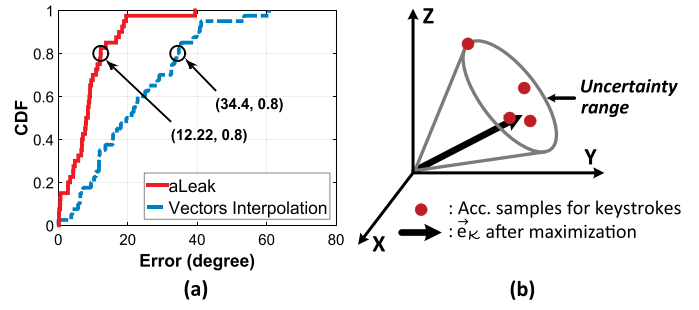 (a)
1
0.8
0.6
0.4
0.2
0
CDF
(34.4, 0.8)
(12.22, 0.8)
aLeak
Vectors Interpolation
0 20 40 60 80
Error (degree)
(a)
Z
Uncertainty
range
Y
X
: Acc. samples for keystrokes
: e⃗κ after maximization
(b)